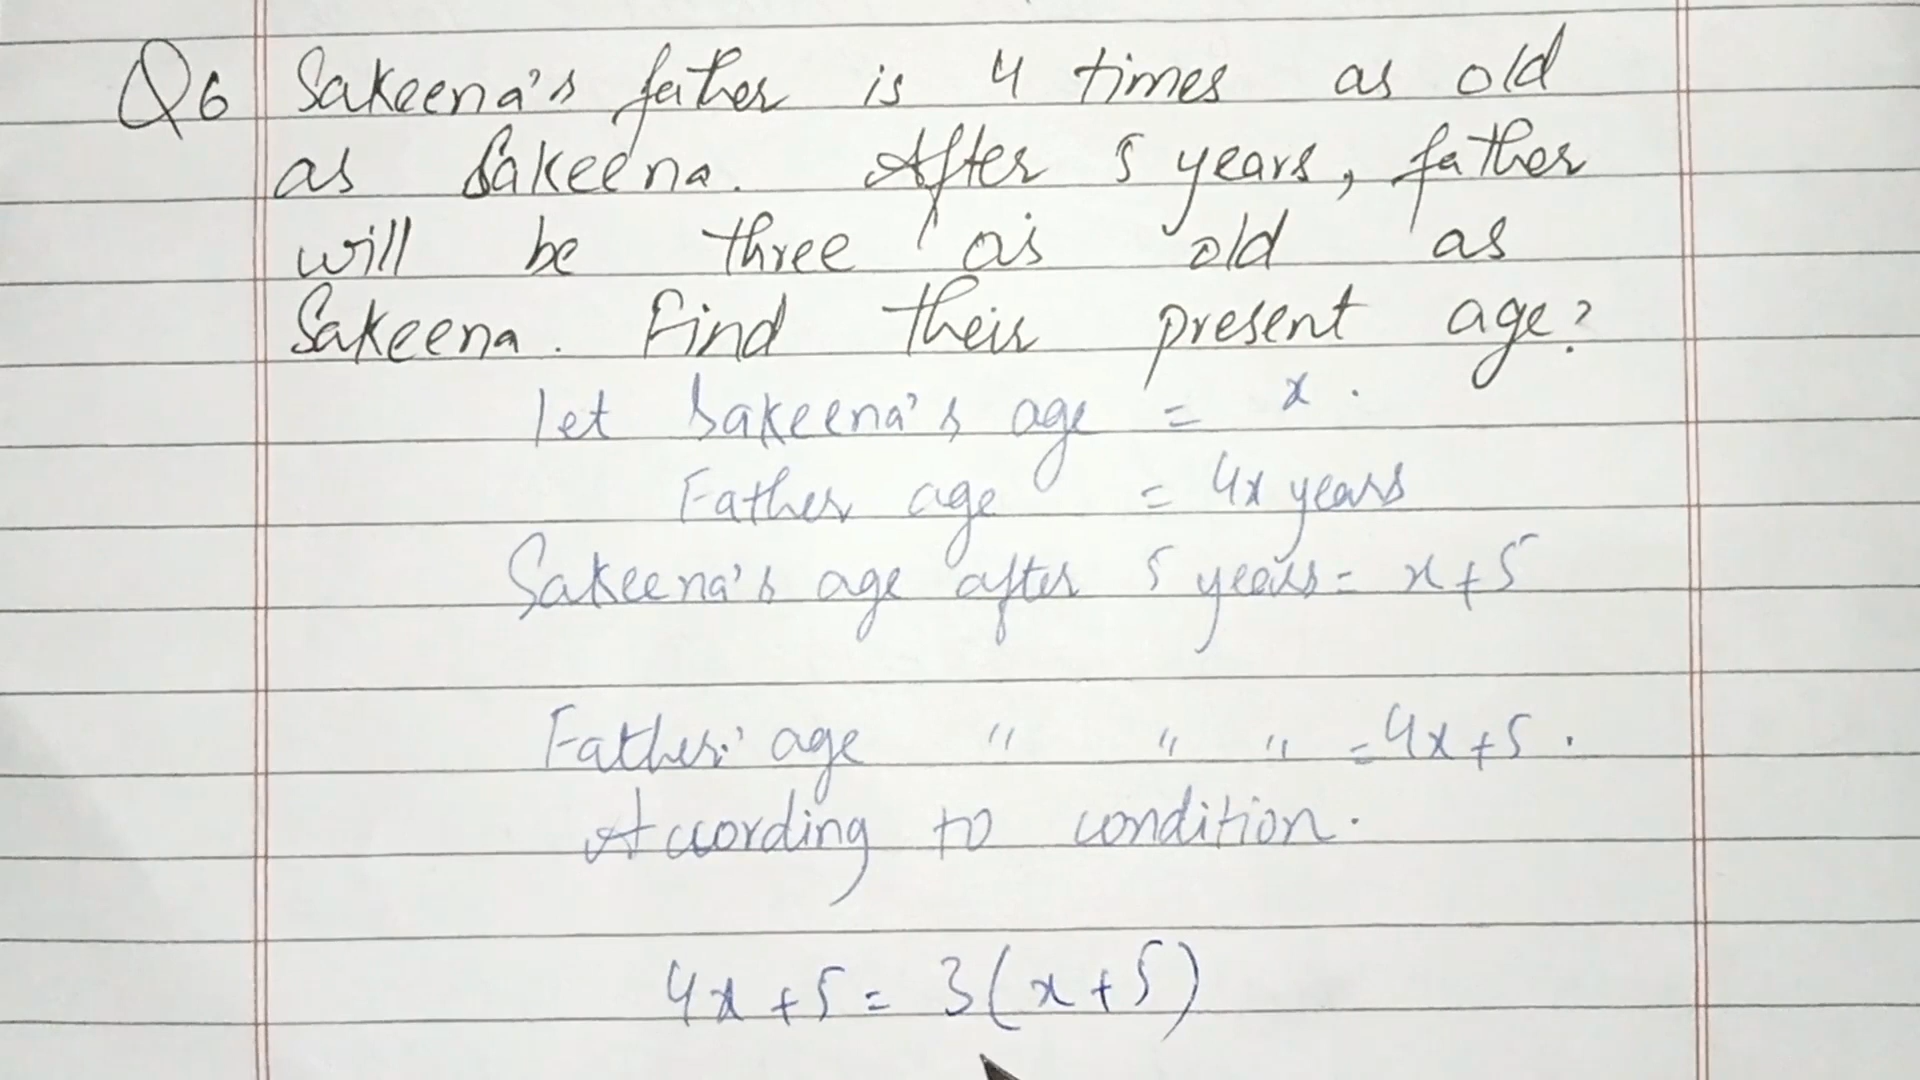 Q6 Sakeena's father is 4 times as old
as Sakeena. After 5 years, father
will be three as old as
Sakeena. Find their present age?
let Sakeena's age = x.
Father age = 4x years
Sakeena's age after 5 years = x+5
Father's age " " " = 4x+5.
According to condition.
4x+5 = 3(x+5)